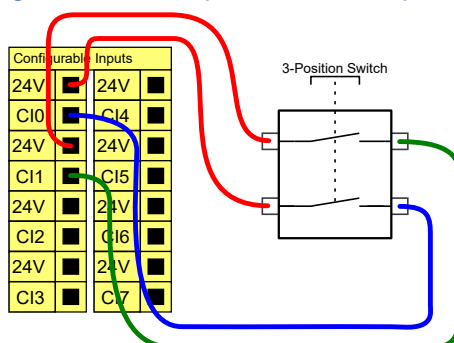 Configurable Inputs
3-Position Switch
24V 24V
CI0 CI4
24V 24V
CI1 CI5
24V 24V
CI2 CI6
24V 24V
CI3 CI7